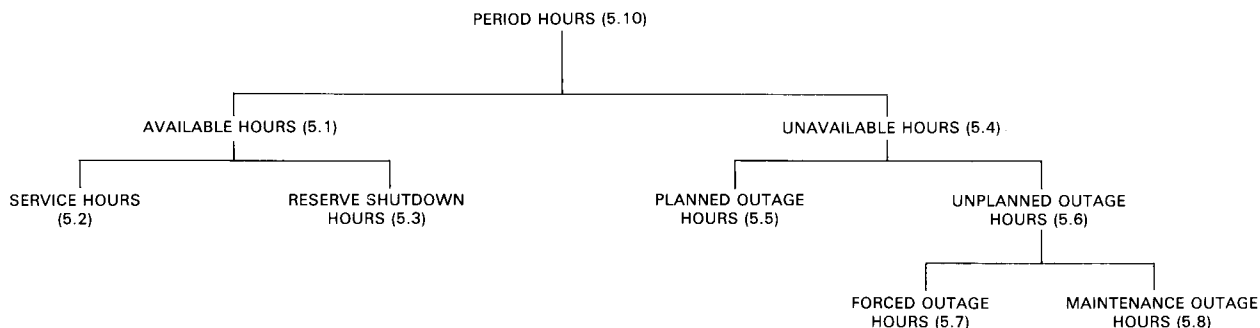 PERIOD HOURS (5.10)
AVAILABLE HOURS (5.1)
UNAVAILABLE HOURS (5.4)
SERVICE HOURS
(5.2)
RESERVE SHUTDOWN
HOURS (5.3)
PLANNED OUTAGE
HOURS (5.5)
UNPLANNED OUTAGE
HOURS (5.6)
FORCED OUTAGE
HOURS (5.7)
MAINTENANCE OUTAGE
HOURS (5.8)